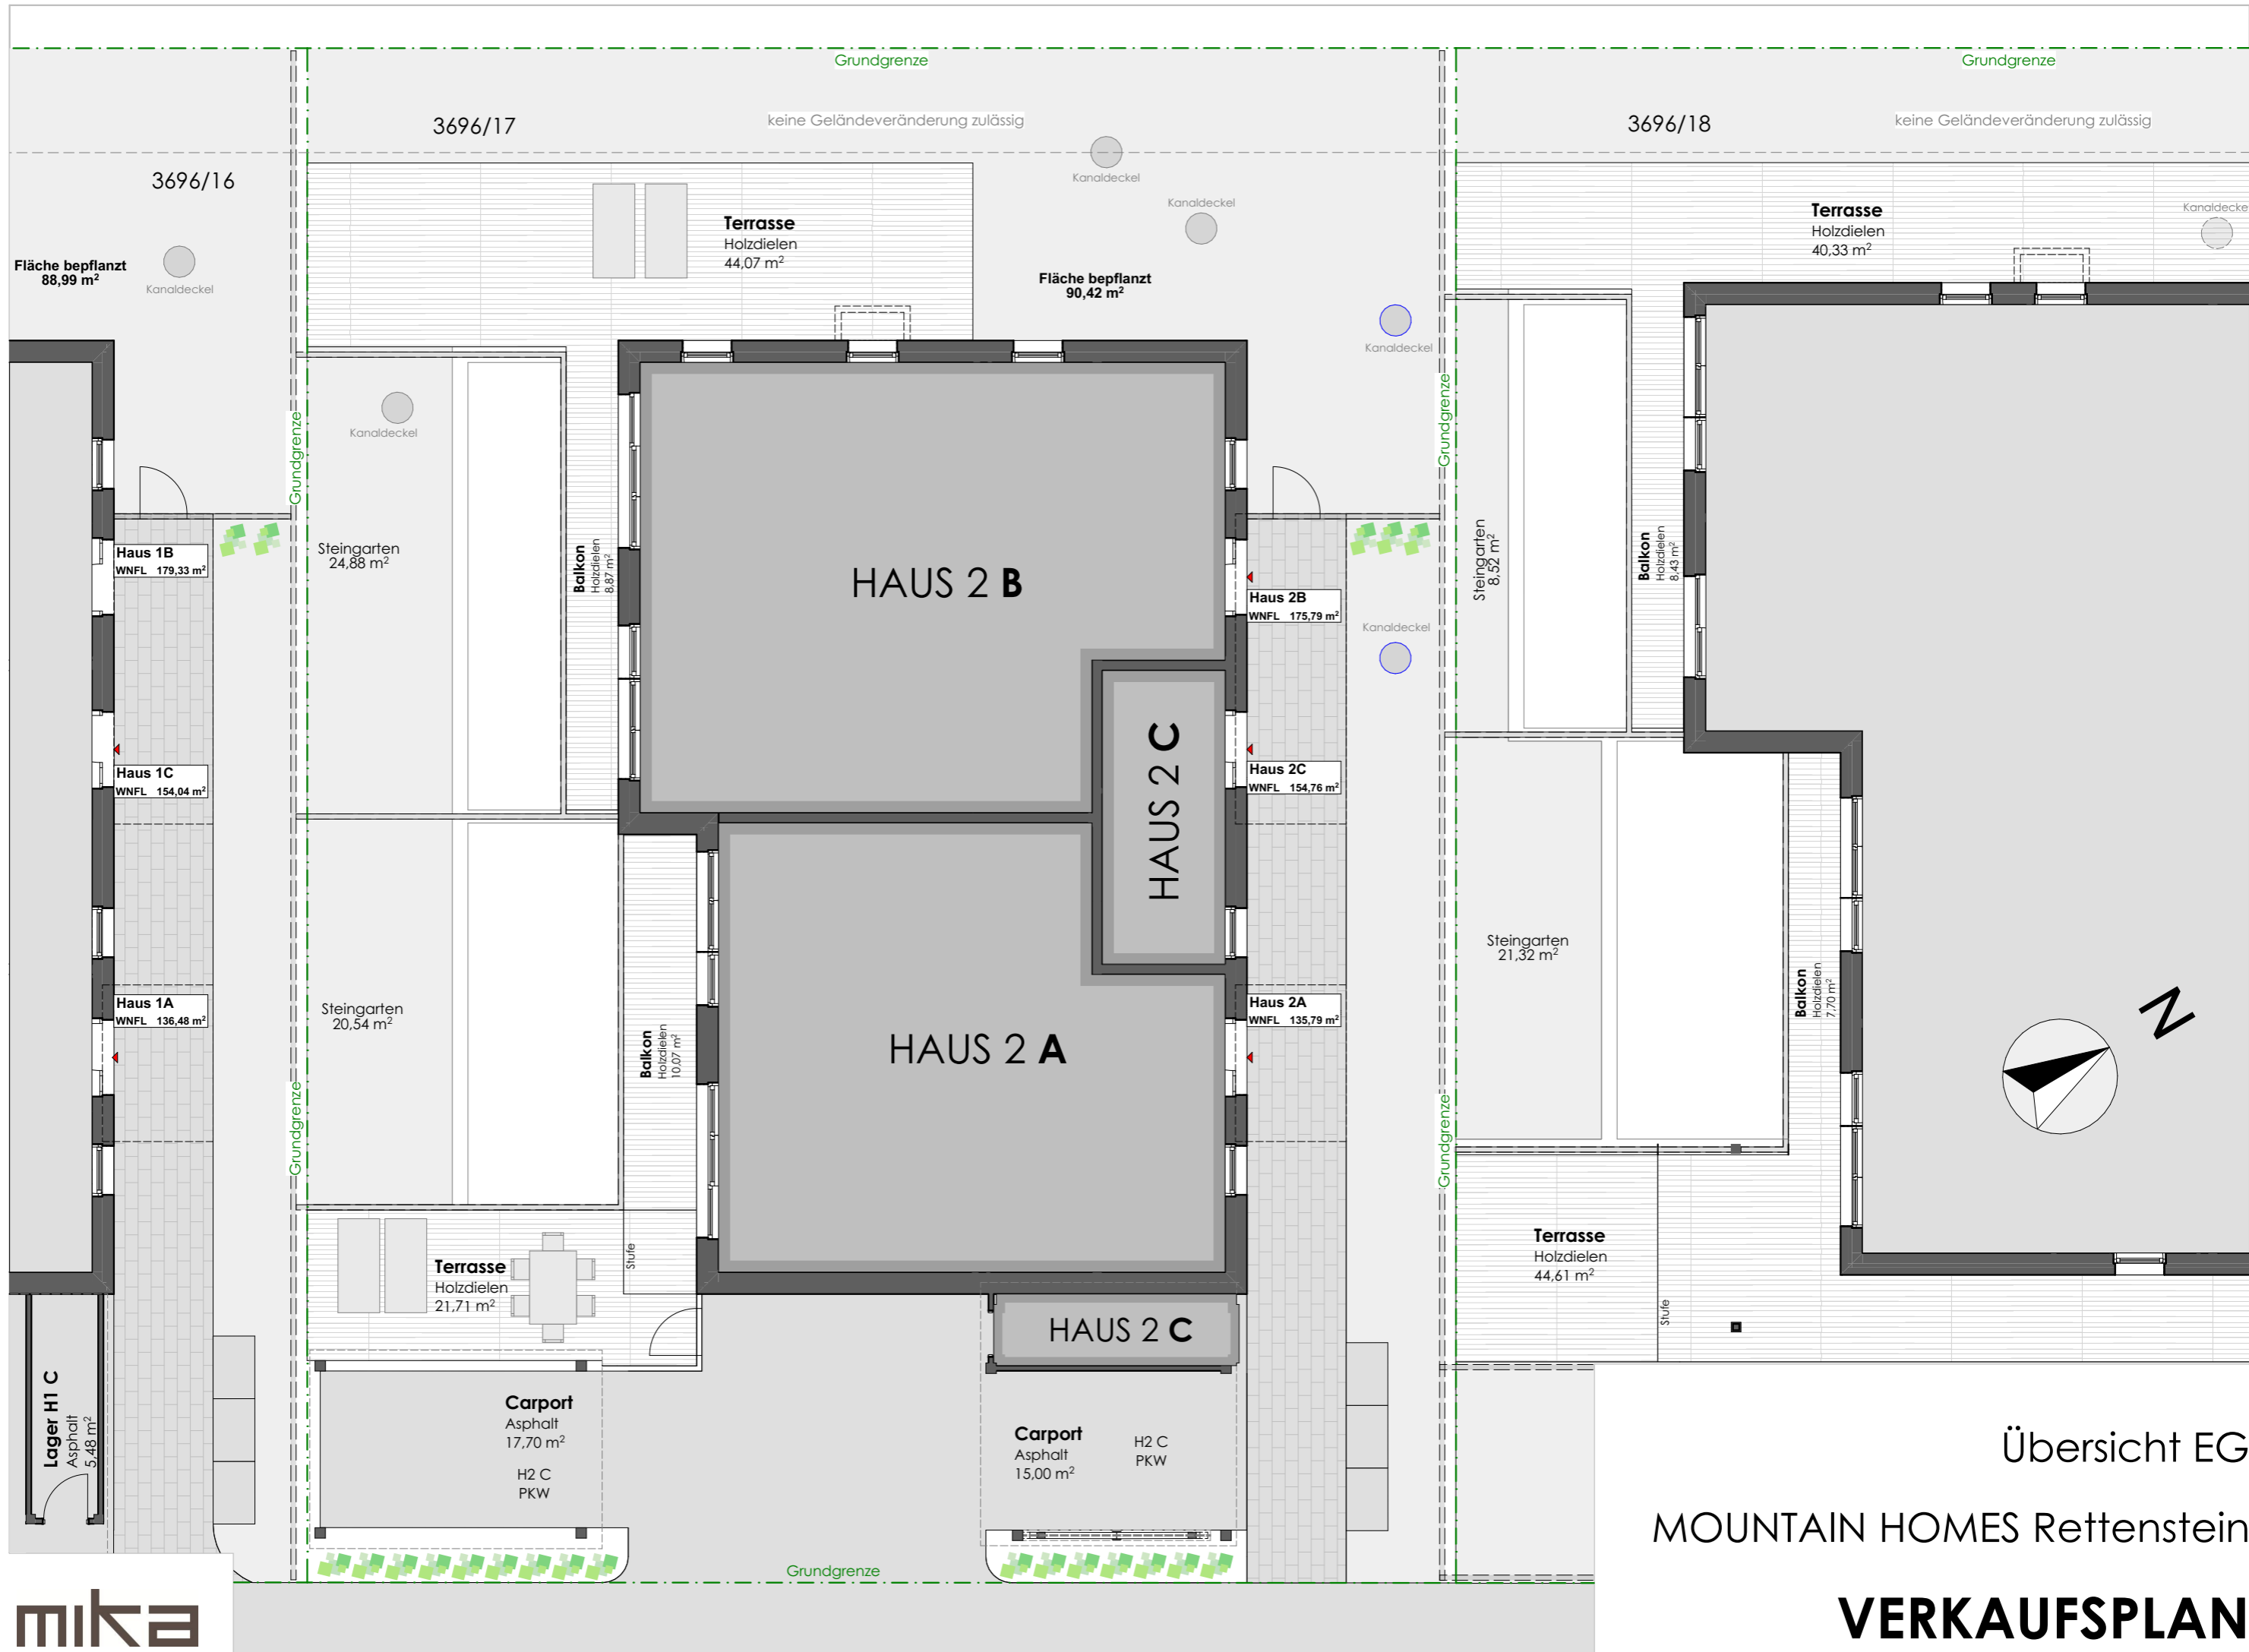 Grundgrenze
Grundgrenze
3696/17
keine Geländeveränderung zulässig
3696/18
keine Geländeveränderung zulässig
3696/16
Kanaldeckel
Kanaldeckel
Terrasse
Holzdielen
44,07 m²
Terrasse
Holzdielen
40,33 m²
Kanaldecke
Fläche bepflanzt
88,99 m²
Kanaldeckel
Fläche bepflanzt
90,42 m²
Kanaldeckel
Kanaldeckel
Grundgrenze
Grundgrenze
Steingarten
24,88 m²
Balkon
Holzdielen
8,87 m²
Haus 1B
WNFL 179,33 m²
HAUS 2 B
Haus 2B
WNFL 175,79 m²
Kanaldeckel
Steingarten
8,52 m²
Balkon
Holzdielen
8,43 m²
Haus 1C
WNFL 154,04 m²
HAUS 2 C
Haus 2C
WNFL 154,76 m²
Steingarten
21,32 m²
Balkon
Holzdielen
7,70 m²
N
Haus 1A
WNFL 136,48 m²
Steingarten
20,54 m²
Balkon
Holzdielen
10,07 m²
HAUS 2 A
Haus 2A
WNFL 135,79 m²
Grundgrenze
Grundgrenze
Terrasse
Holzdielen
21,71 m²
Stufe
Terrasse
Holzdielen
44,61 m²
Stufe
HAUS 2 C
Lager H1 C
Asphalt
5,48 m²
Carport
Asphalt
17,70 m²
H2 C
PKW
Carport
Asphalt
15,00 m²
H2 C
PKW
Grundgrenze
Übersicht EG
MOUNTAIN HOMES Rettenstein
VERKAUFSPLAN
mika